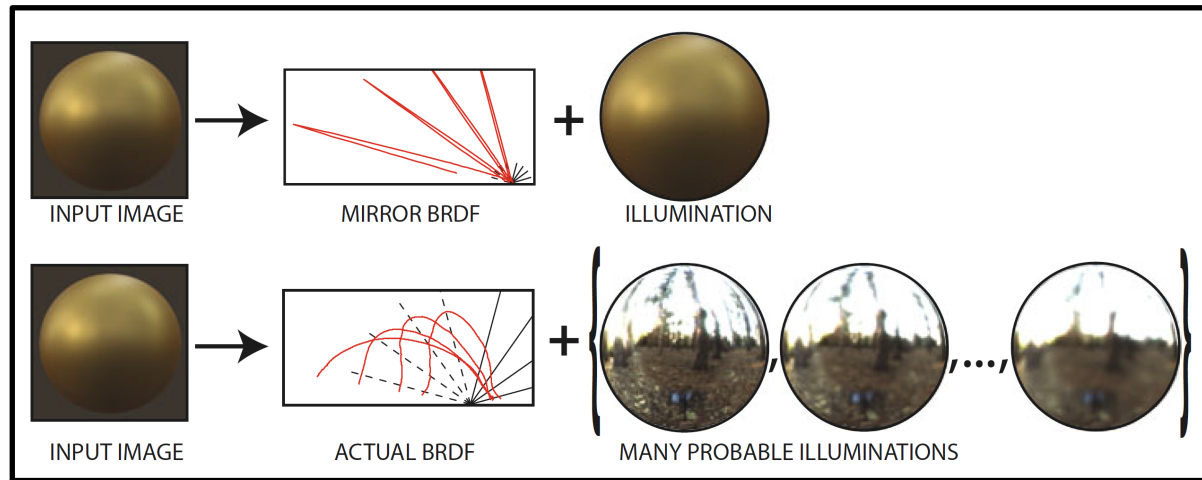 INPUT IMAGE
MIRROR BRDF
+
ILLUMINATION
INPUT IMAGE
ACTUAL BRDF
+ { , ,..., }
MANY PROBABLE ILLUMINATIONS